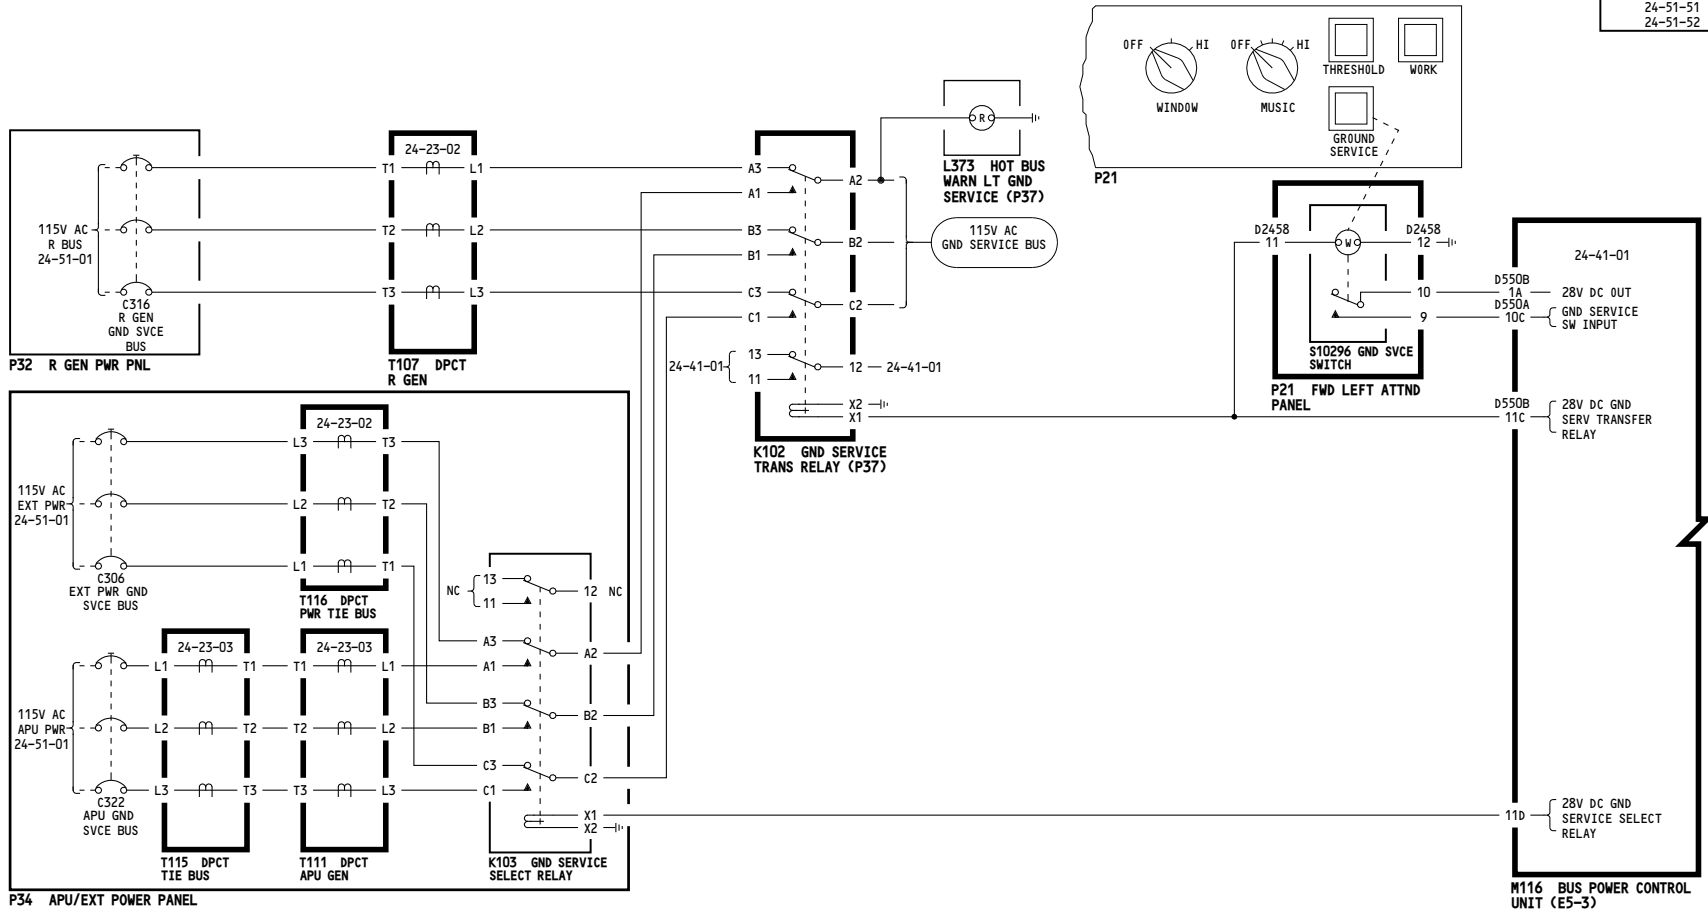 24-51-51
24-51-52
OFF HI
OFF HI
THRESHOLD
WORK
WINDOW
MUSIC
GROUND
SERVICE
P21
R
L373 HOT BUS
WARN LT GND
SERVICE (P37)
115V AC
R BUS
24-51-01
C316
R GEN
GND SVCE
BUS
P32 R GEN PWR PNL
24-23-02
T1 L1
T2 L2
T3 L3
T107 DPCT
R GEN
A3
A1
A2
B3
B1
B2
C3
C1
C2
24-41-01
13
11
12
24-41-01
X2
X1
K102 GND SERVICE
TRANS RELAY (P37)
115V AC
GND SERVICE BUS
D2458
11
W
D2458
12
10
9
S10296 GND SVCE
SWITCH
P21 FWD LEFT ATTND
PANEL
24-41-01
D550B
1A
28V DC OUT
D550A
10C
GND SERVICE
SW INPUT
D550B
11C
28V DC GND
SERV TRANSFER
RELAY
11D
28V DC GND
SERVICE SELECT
RELAY
M116 BUS POWER CONTROL
UNIT (E5-3)
115V AC
EXT PWR
24-51-01
C306
EXT PWR GND
SVCE BUS
24-23-02
L3 T3
L2 T2
L1 T1
T116 DPCT
PWR TIE BUS
115V AC
APU PWR
24-51-01
C322
APU GND
SVCE BUS
24-23-03
L1 T1
L2 T2
L3 T3
T115 DPCT
TIE BUS
24-23-03
T1 L1
T2 L2
T3 L3
T111 DPCT
APU GEN
NC
13
11
12 NC
A3
A1
A2
B3
B1
B2
C3
C1
C2
X1
X2
K103 GND SERVICE
SELECT RELAY
P34 APU/EXT POWER PANEL